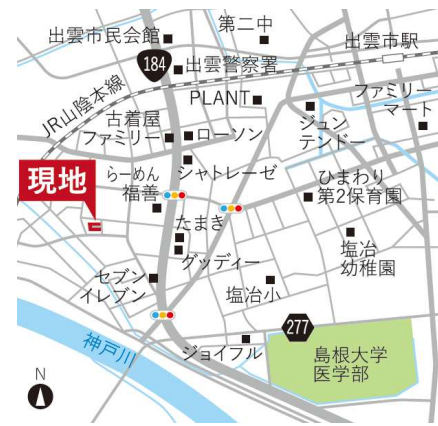 出雲市民会館
第二中
出雲市駅
184
出雲警察署
JR山陰本線
PLANT
ファミリー
マート
古着屋
ファミリー
ローソン
ジュン
テンドー
シャトレーゼ
現地
らーめん
福善
ひまわり
第2保育園
たまき
グッディー
塩冶
幼稚園
セブン
イレブン
塩冶小
277
神戸川
ジョイフル
島根大学
医学部
N